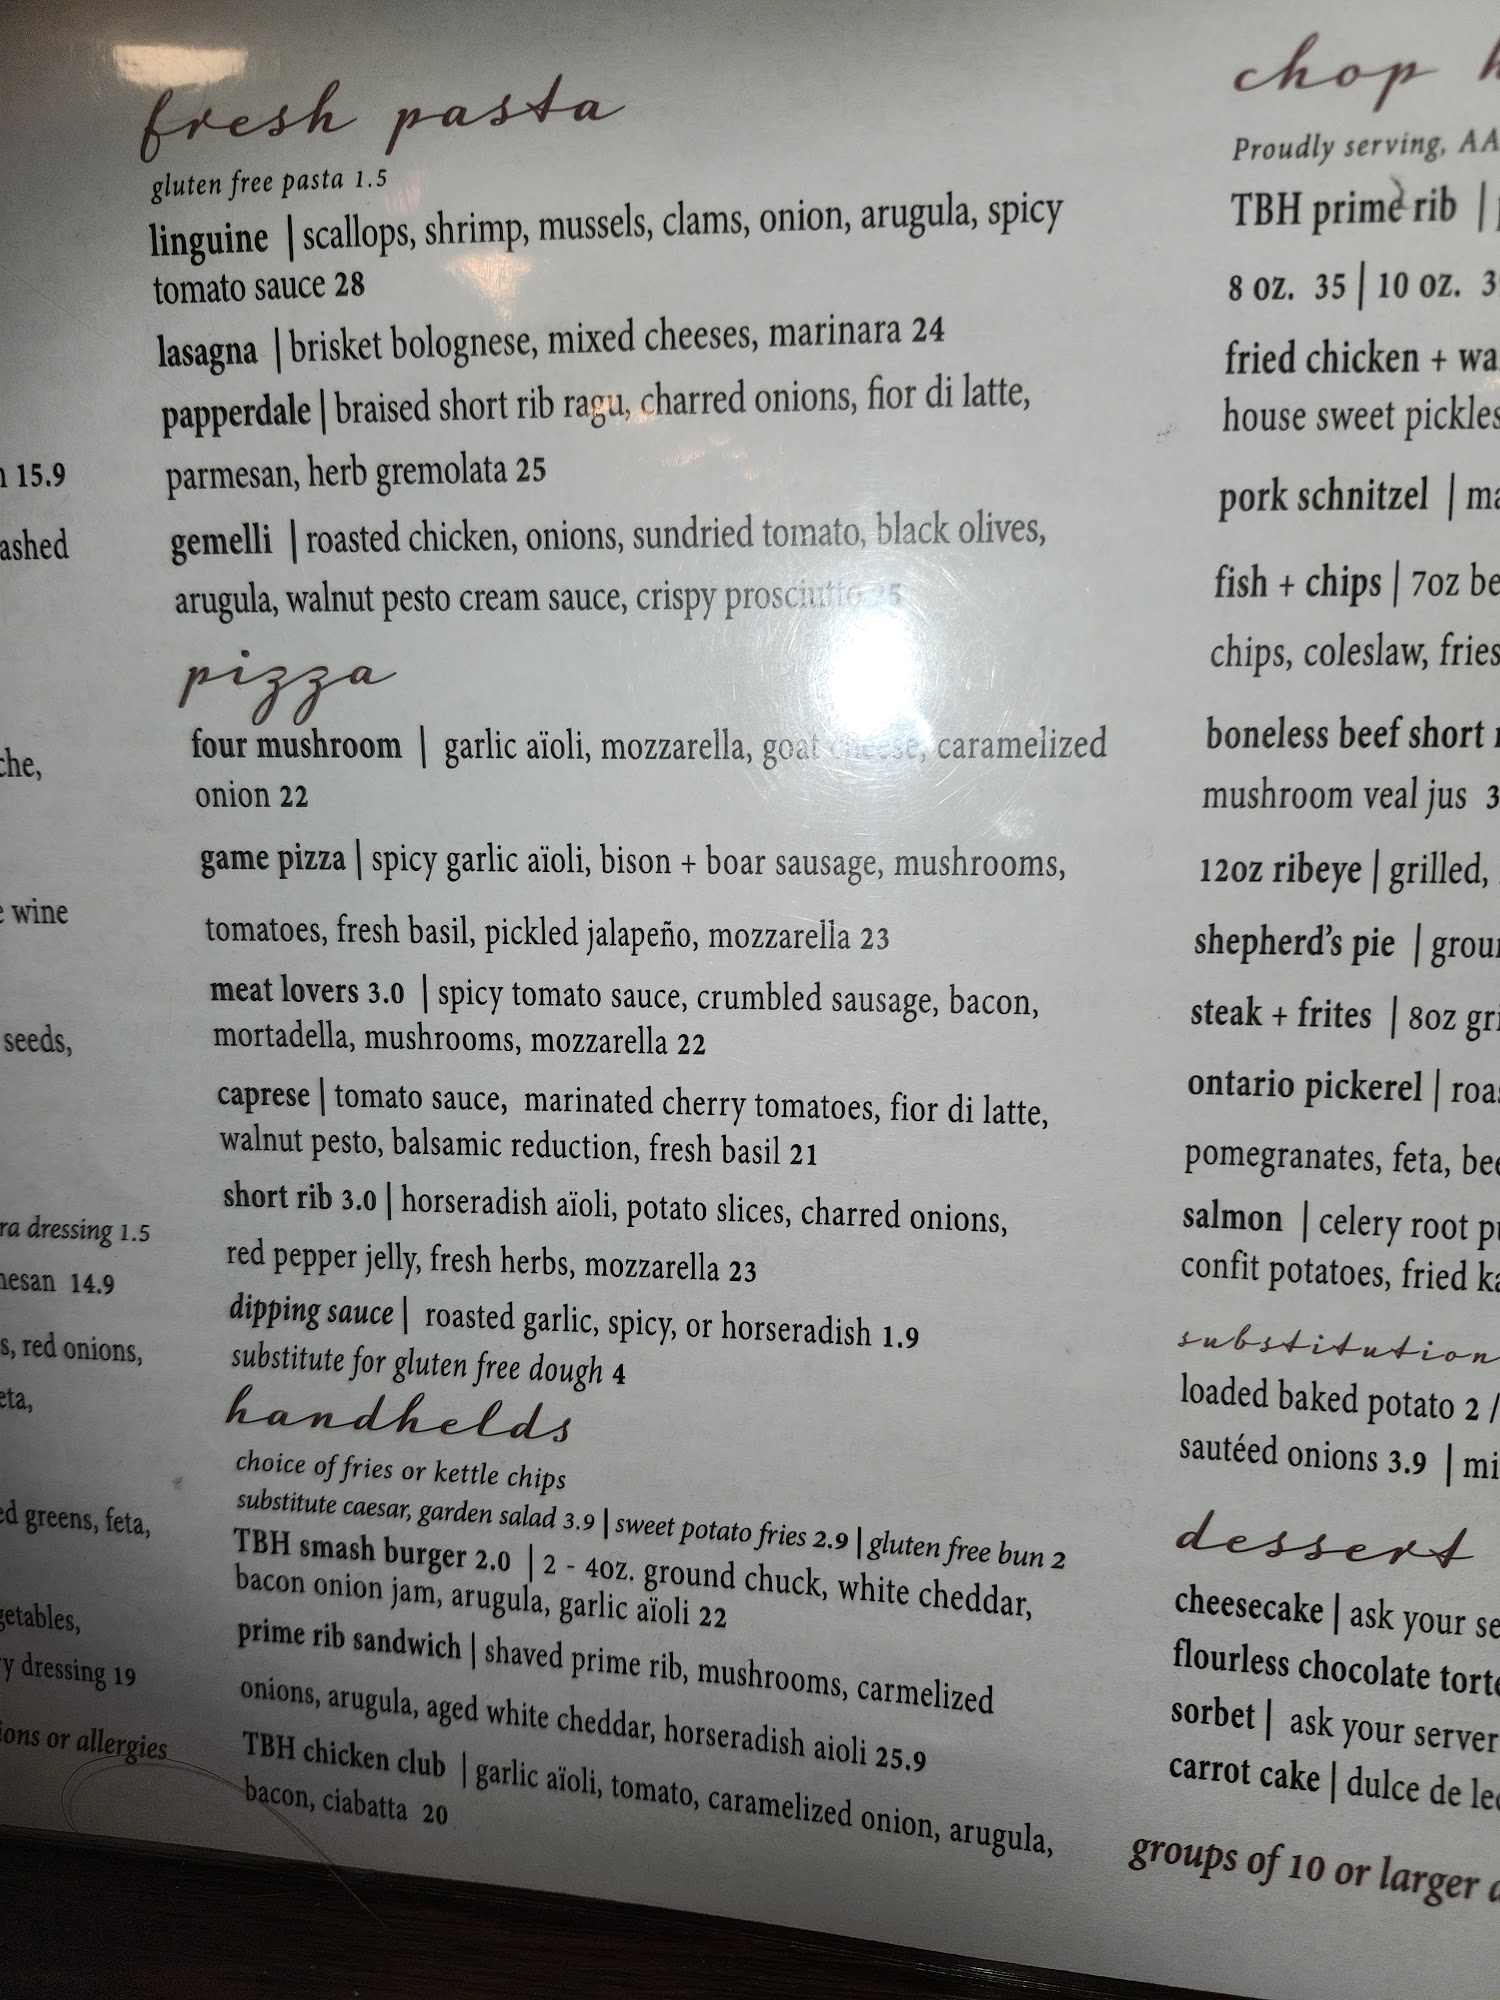 15.9
ashed
che,
wine
seeds,
dressing 1.5
14.9
red onions,
greens, feta,
dressing 19
or allergies
fresh pasta
gluten free pasta 1.5
linguine | scallops, shrimp, mussels, clams, onion, arugula, spicy
tomato sauce 28
lasagna | brisket bolognese, mixed cheeses, marinara 24
papperdale | braised short rib ragu, charred onions, fior di latte,
parmesan, herb gremolata 25
gemelli | roasted chicken, onions, sundried tomato, black olives,
arugula, walnut pesto cream sauce, crispy prosciutto 25
pizza
four mushroom | garlic aïoli, mozzarella, goat cheese, caramelized
onion 22
game pizza | spicy garlic aïoli, bison + boar sausage, mushrooms,
tomatoes, fresh basil, pickled jalapeño, mozzarella 23
meat lovers 3.0 | spicy tomato sauce, crumbled sausage, bacon,
mortadella, mushrooms, mozzarella 22
caprese | tomato sauce, marinated cherry tomatoes, fior di latte,
walnut pesto, balsamic reduction, fresh basil 21
short rib 3.0 | horseradish aïoli, potato slices, charred onions,
red pepper jelly, fresh herbs, mozzarella 23
dipping sauce | roasted garlic, spicy, or horseradish 1.9
substitute for gluten free dough 4
handhelds
choice of fries or kettle chips
substitute caesar, garden salad 3.9 | sweet potato fries 2.9 | gluten free bun 2
TBH smash burger 2.0 | 2 - 4oz. ground chuck, white cheddar,
bacon onion jam, arugula, garlic aïoli 22
prime rib sandwich | shaved prime rib, mushrooms, carmelized
onions, arugula, aged white cheddar, horseradish aioli 25.9
TBH chicken club | garlic aïoli, tomato, caramelized onion, arugula,
bacon, ciabatta 20
chop
Proudly serving, AA
TBH prime rib |
8 oz. 35 | 10 oz.
fried chicken +
house sweet pickles
pork schnitzel |
fish + chips | 7oz
chips, coleslaw, fries
boneless beef short
mushroom veal jus
12oz ribeye | grilled,
shepherd's pie |
steak + frites | 8oz
ontario pickerel |
pomegranates, feta,
salmon | celery root
confit potatoes, fried
substitution
loaded baked potato 2 /
sautéed onions 3.9 |
dessert
cheesecake | ask your
flourless chocolate torte
sorbet | ask your server
carrot cake | dulce de
groups of 10 or larger